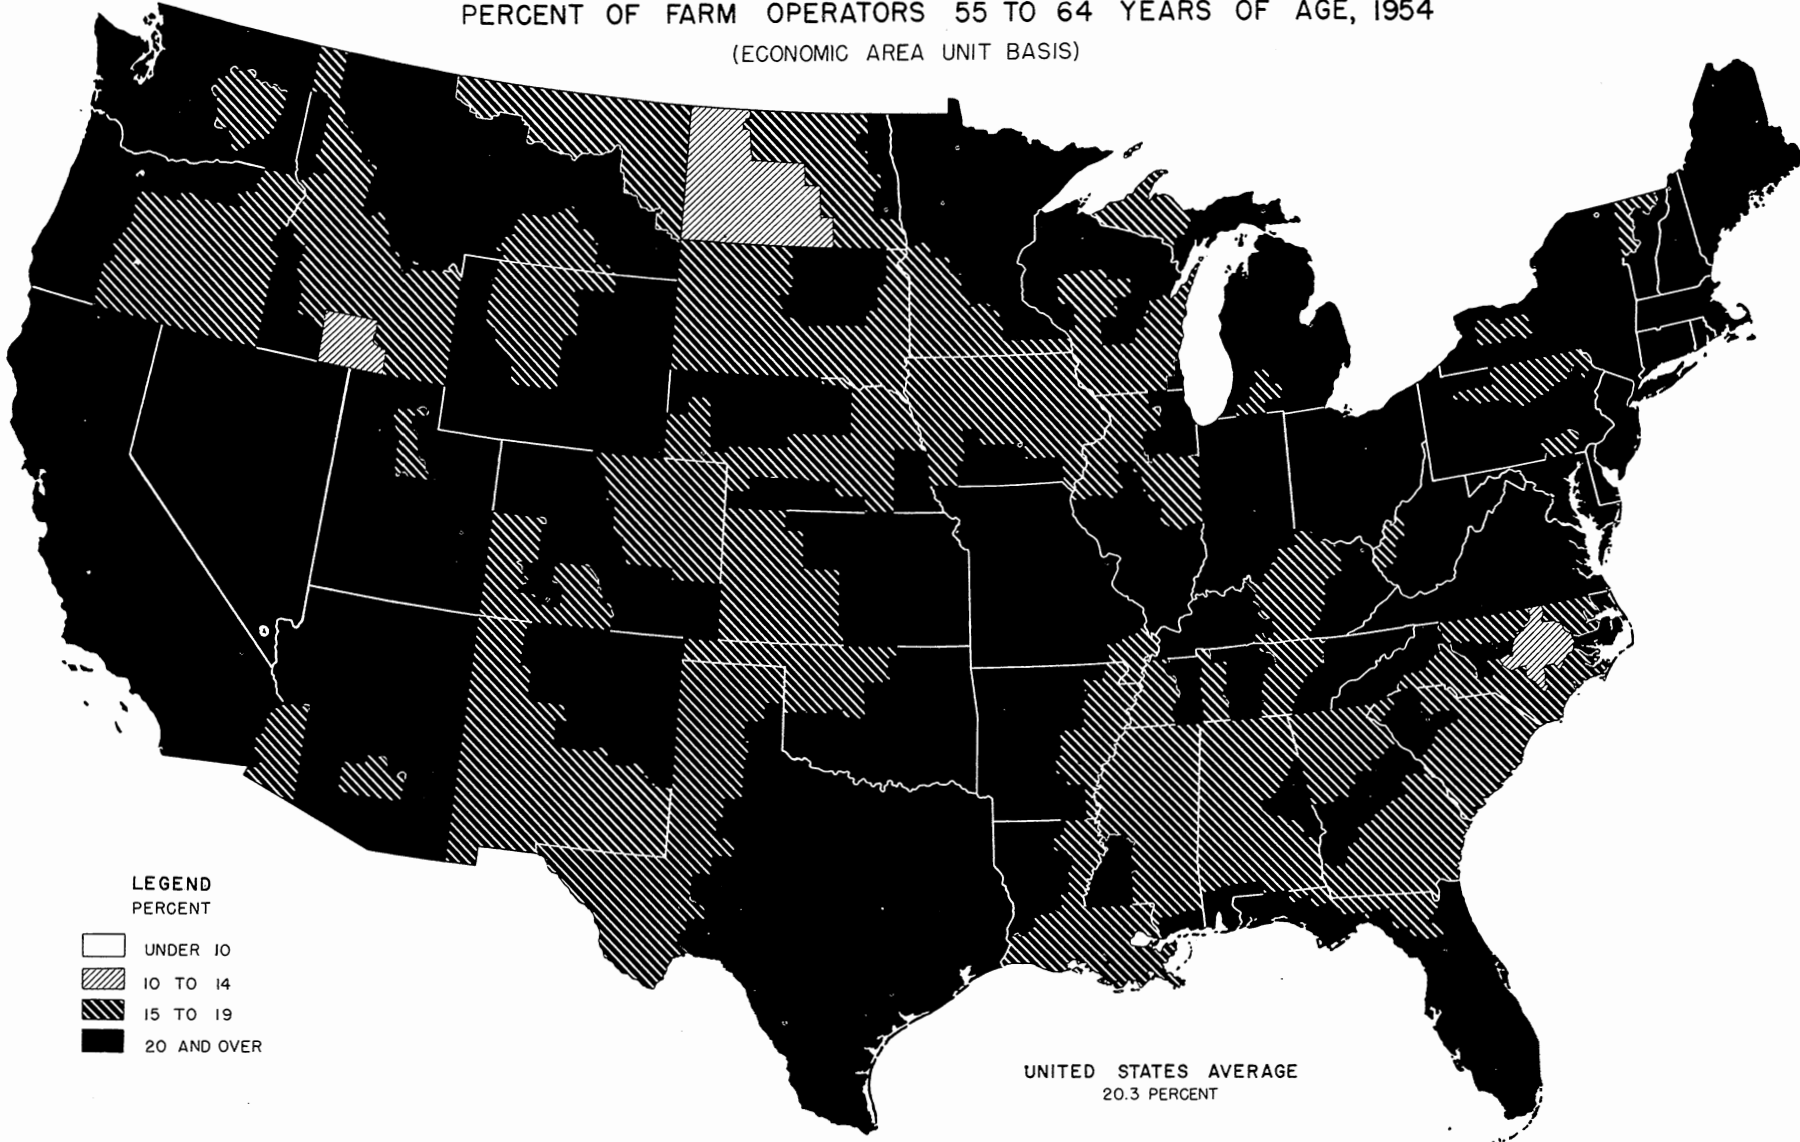 PERCENT OF FARM OPERATORS 55 TO 64 YEARS OF AGE, 1954
(ECONOMIC AREA UNIT BASIS)
LEGEND
PERCENT
UNDER 10
10 TO 14
15 TO 19
20 AND OVER
UNITED STATES AVERAGE
20.3 PERCENT